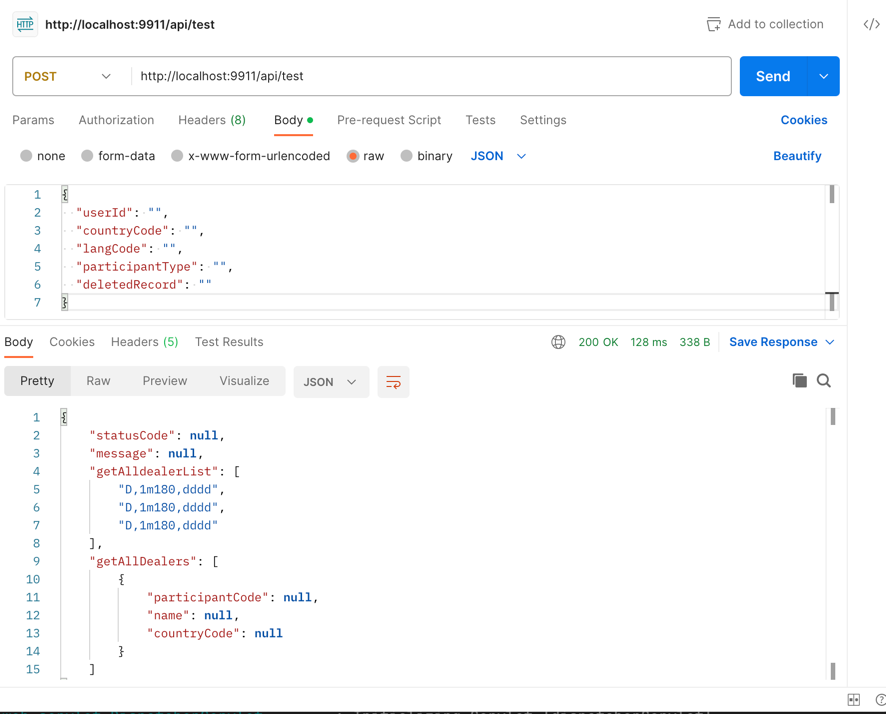 HTTP http://localhost:9911/api/test Add to collection </>
POST http://localhost:9911/api/test Send
Params Authorization Headers (8) Body Pre-request Script Tests Settings Cookies
none form-data x-www-form-urlencoded raw binary JSON Beautify
1 {
2 "userId": "",
3 "countryCode": "",
4 "langCode": "",
5 "participantType": "",
6 "deletedRecord": ""
7 }
Body Cookies Headers (5) Test Results 200 OK 128 ms 338 B Save Response
Pretty Raw Preview Visualize JSON
1 {
2 "statusCode": null,
3 "message": null,
4 "getAlldealerList": [
5 "D,1m180,dddd",
6 "D,1m180,dddd",
7 "D,1m180,dddd"
8 ],
9 "getAllDealers": [
10 {
11 "participantCode": null,
12 "name": null,
13 "countryCode": null
14 }
15 ]